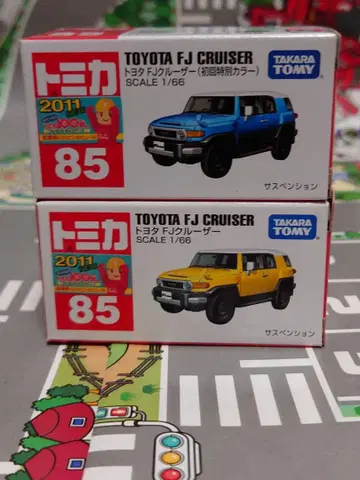 トミカ
2011
85
TOYOTA FJ CRUISER
トヨタ FJクルーザー(初回特別カラー)
SCALE 1/66
TAKARA
TOMY
サスペンション
トミカ
2011
85
TOYOTA FJ CRUISER
トヨタ FJクルーザー
SCALE 1/66
TAKARA
TOMY
サスペンション